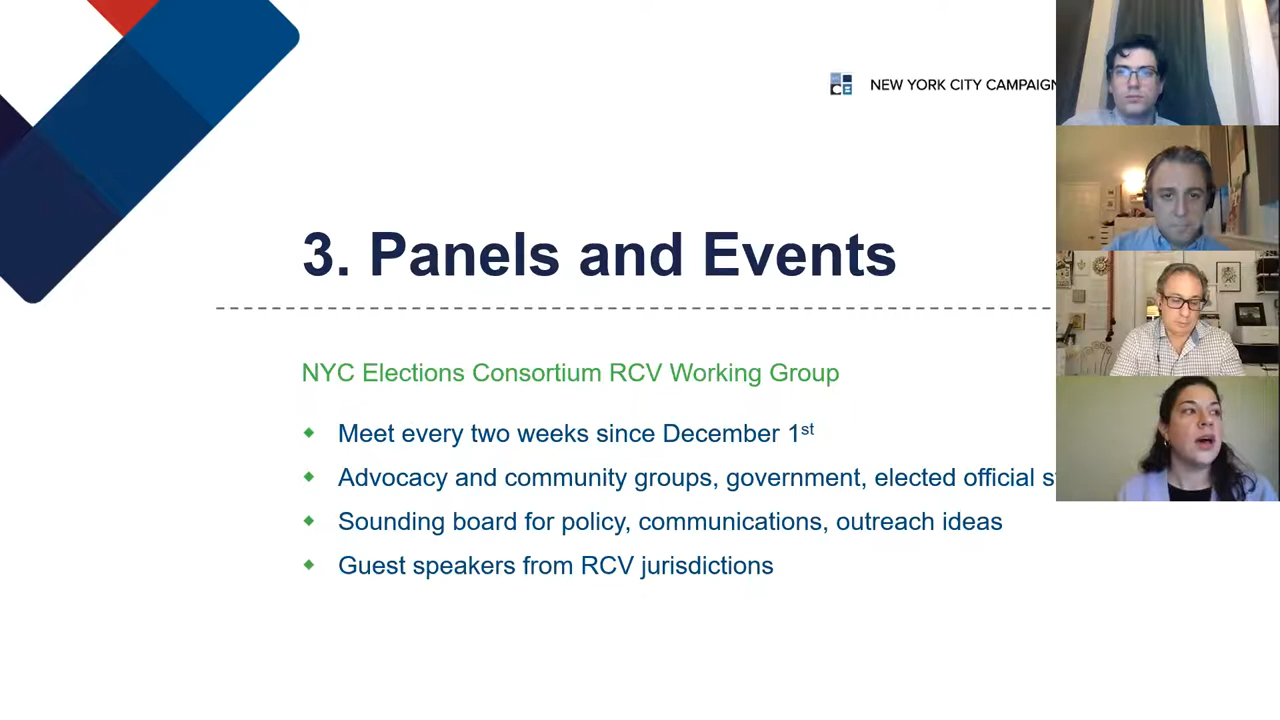 NEW YORK CITY CAMPAIGN
3. Panels and Events
NYC Elections Consortium RCV Working Group
Meet every two weeks since December 1st
Advocacy and community groups, government, elected official
Sounding board for policy, communications, outreach ideas
Guest speakers from RCV jurisdictions